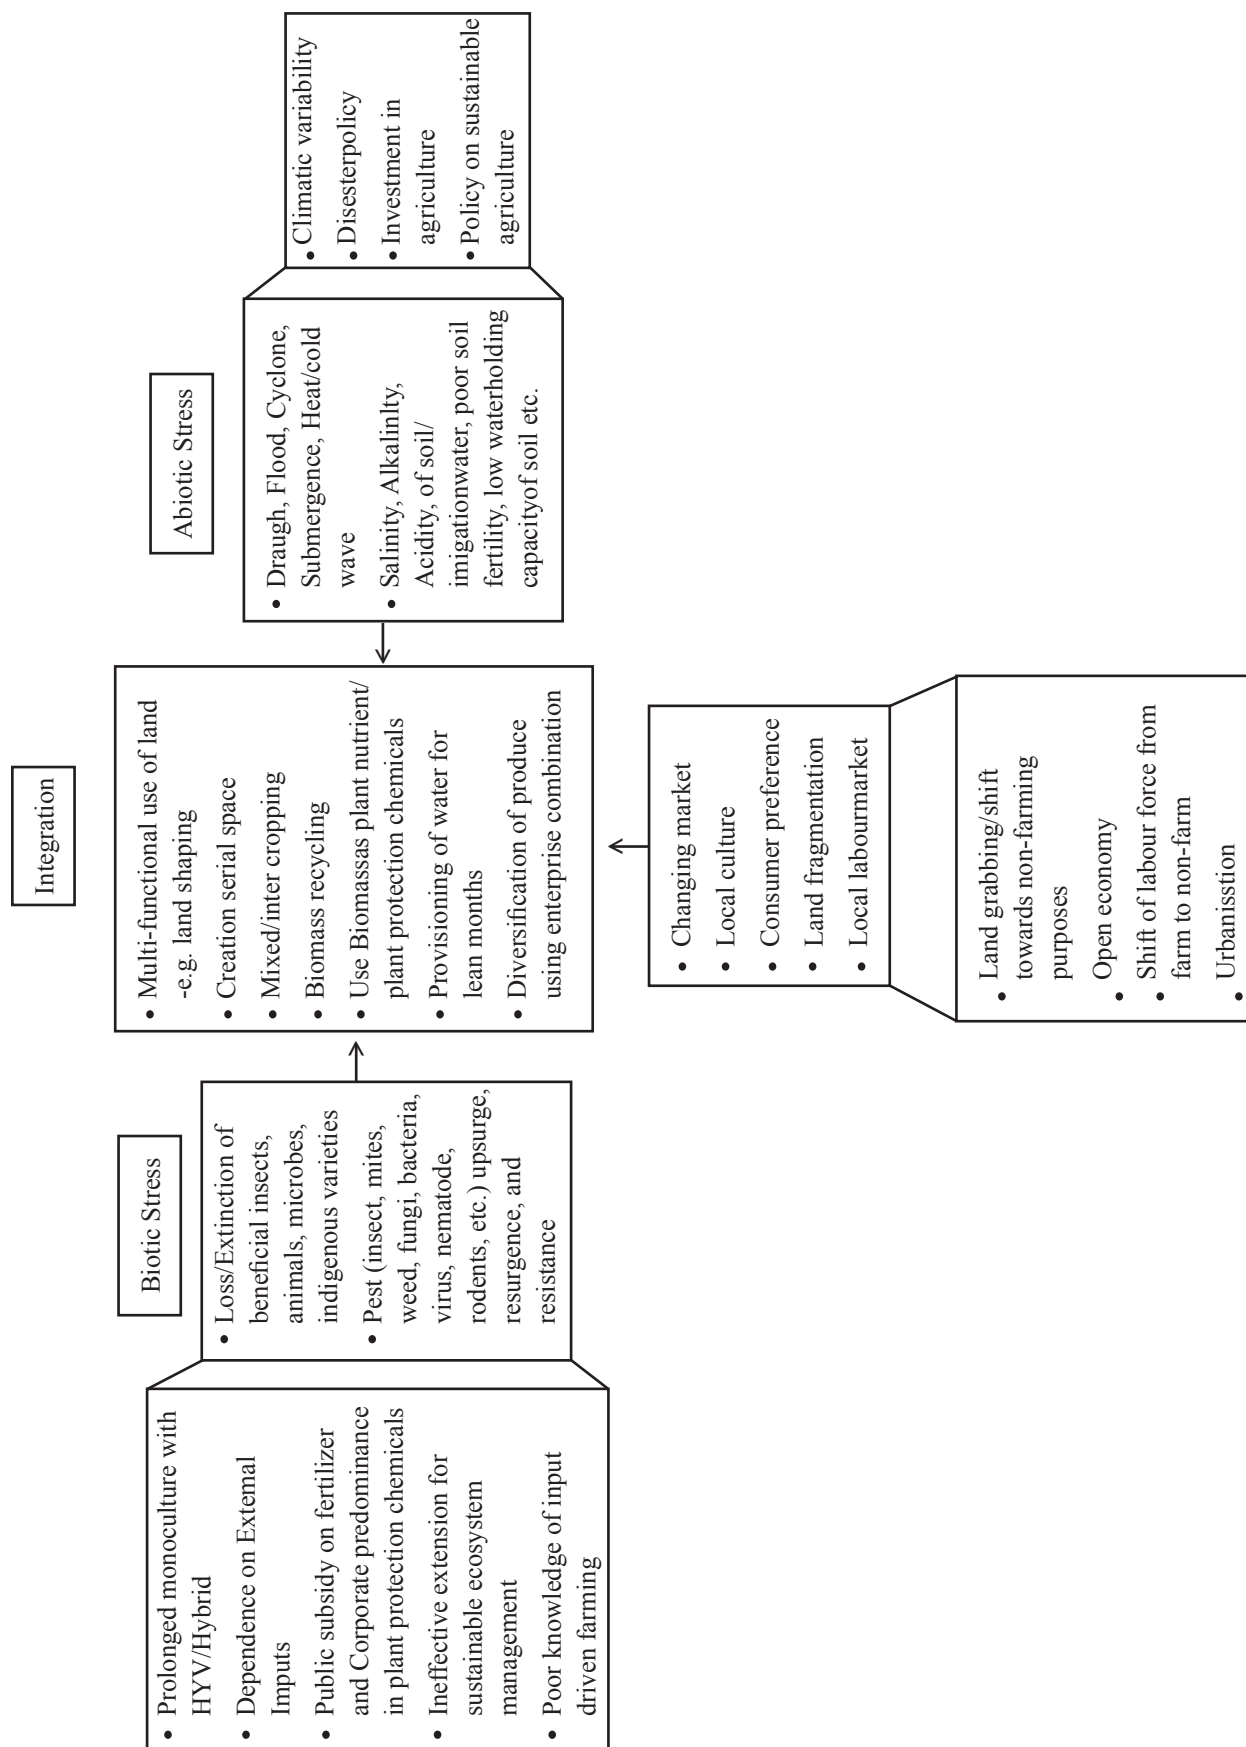 Biotic Stress
Integration
Abiotic Stress
• Prolonged monoculture with
HYV/Hybrid
• Dependence on Extemal
Imputs
• Public subsidy on fertilizer
and Corporate predominance
in plant protection chemicals
• Ineffective extension for
sustainable ecosystem
management
• Poor knowledge of input
driven farming
• Loss/Extinction of
beneficial insects,
animals, microbes,
indigenous varieties
• Pest (insect, mites,
weed, fungi, bacteria,
virus, nematode,
rodents, etc.) upsurge,
resurgence, and
resistance
• Multi-functional use of land
-e.g. land shaping
• Creation serial space
• Mixed/inter cropping
• Biomass recycling
• Use Biomassas plant nutrient/
plant protection chemicals
• Provisioning of water for
lean months
• Diversification of produce
using enterprise combination
• Draugh, Flood, Cyclone,
Submergence, Heat/cold
wave
• Salinity, Alkalinlty,
Acidity, of soil/
imigationwater, poor soil
fertility, low waterholding
capacityof soil etc.
• Climatic variability
• Disesterpolicy
• Investment in
agriculture
• Policy on sustainable
agriculture
• Changing market
• Local culture
• Consumer preference
• Land fragmentation
• Local labourmarket
• Land grabbing/shift
towards non-farming
purposes
• Open economy
• Shift of labour force from
farm to non-farm
• Urbanisstion